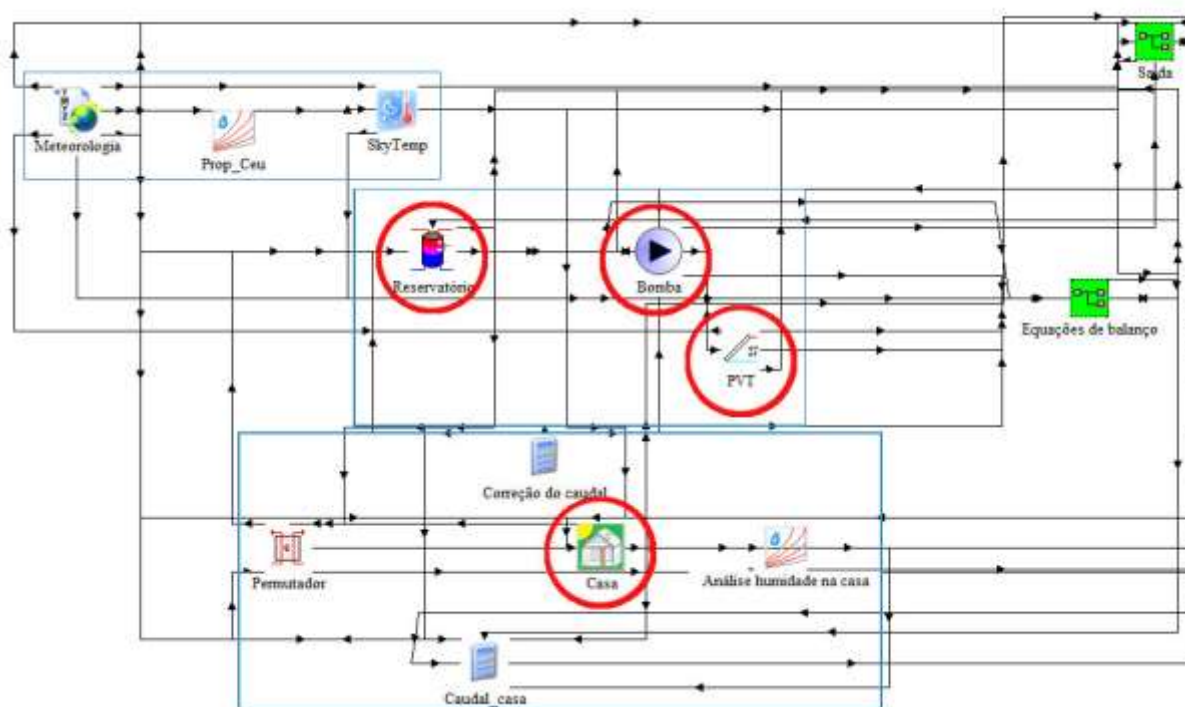 Saída
Meteorologia
Prop_Ceu
SkyTemp
Reservatório
Bomba
Equações de balanço
PVT
Correção do caudal
Permutador
Casa
Análise humidade na casa
Caudal_casa